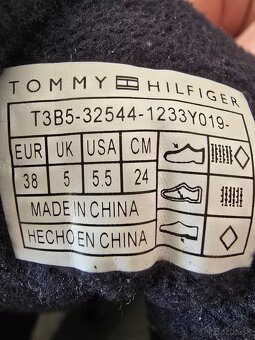 TOMMY HILFIGER
T3B5-32544-1233Y019-
EUR UK USA CM
38 5 5.5 24
MADE IN CHINA
HECHO EN CHINA